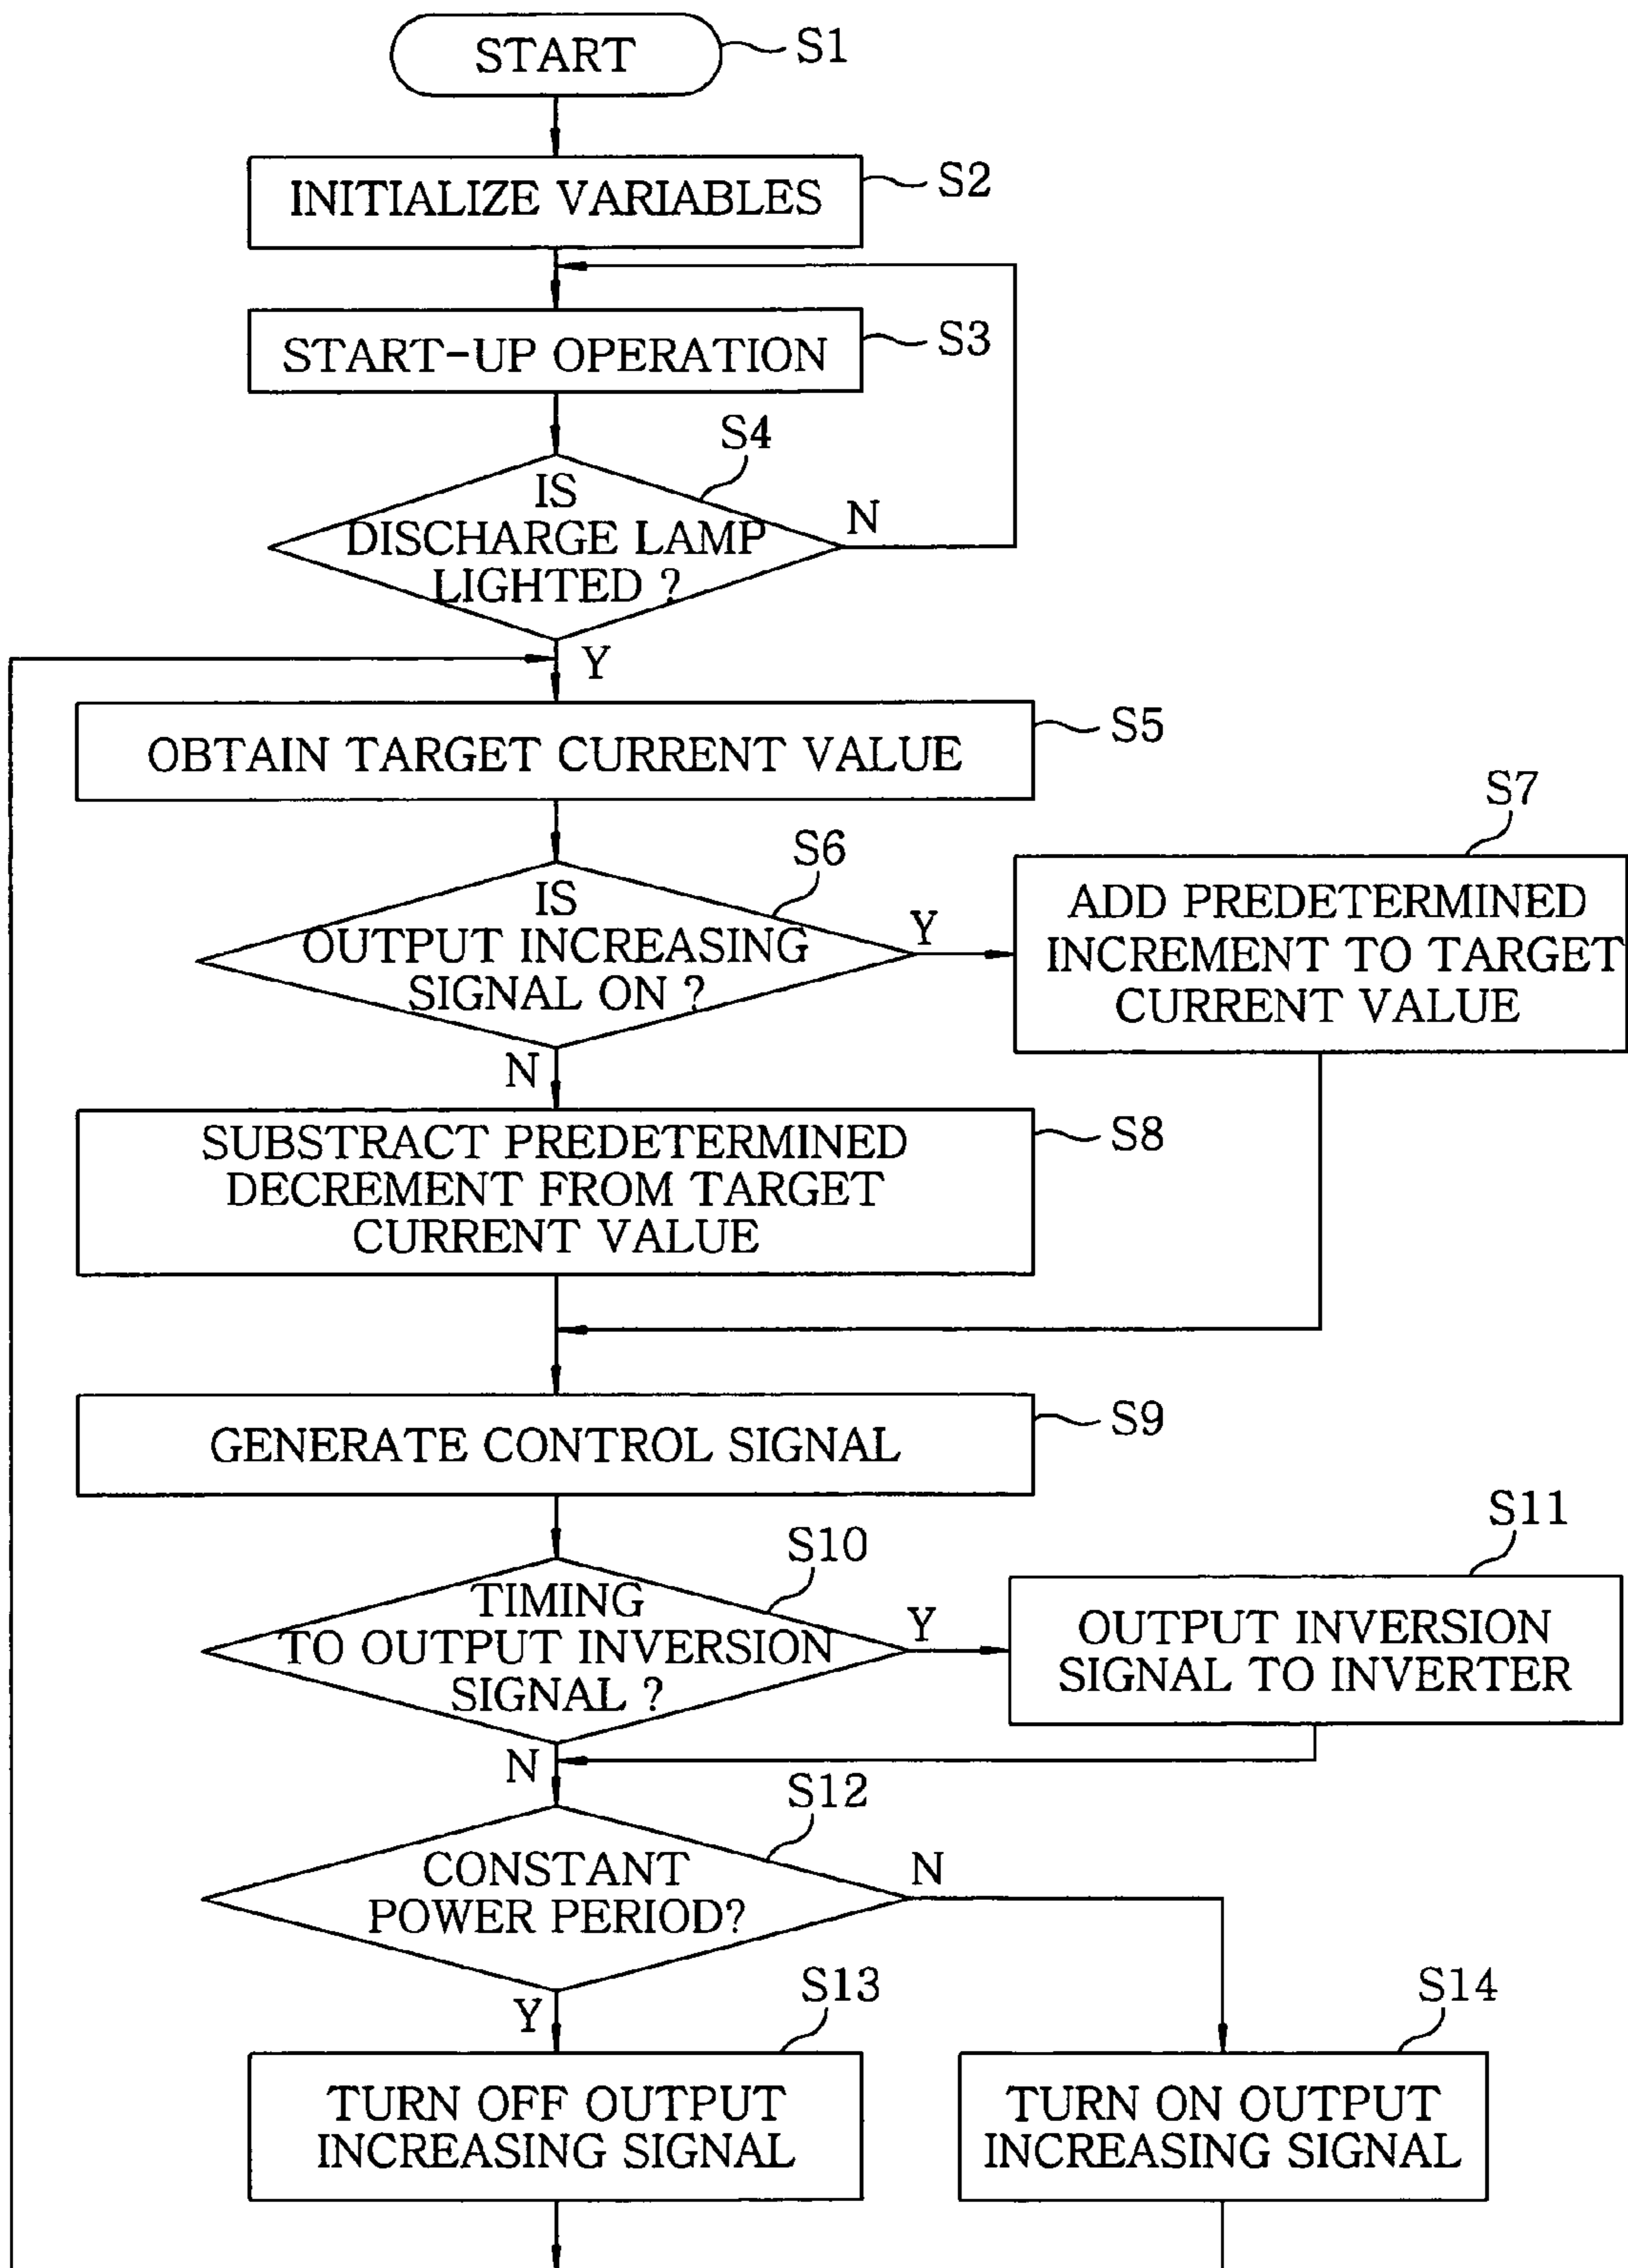 START
S1
INITIALIZE VARIABLES
S2
START-UP OPERATION
S3
S4
IS
DISCHARGE LAMP
LIGHTED ?
N
Y
OBTAIN TARGET CURRENT VALUE
S5
S6
IS
OUTPUT INCREASING
SIGNAL ON ?
Y
N
S7
ADD PREDETERMINED
INCREMENT TO TARGET
CURRENT VALUE
SUBSTRACT PREDETERMINED
DECREMENT FROM TARGET
CURRENT VALUE
S8
GENERATE CONTROL SIGNAL
S9
S10
TIMING
TO OUTPUT INVERSION
SIGNAL ?
Y
N
S11
OUTPUT INVERSION
SIGNAL TO INVERTER
S12
CONSTANT
POWER PERIOD?
N
Y
S13
TURN OFF OUTPUT
INCREASING SIGNAL
S14
TURN ON OUTPUT
INCREASING SIGNAL